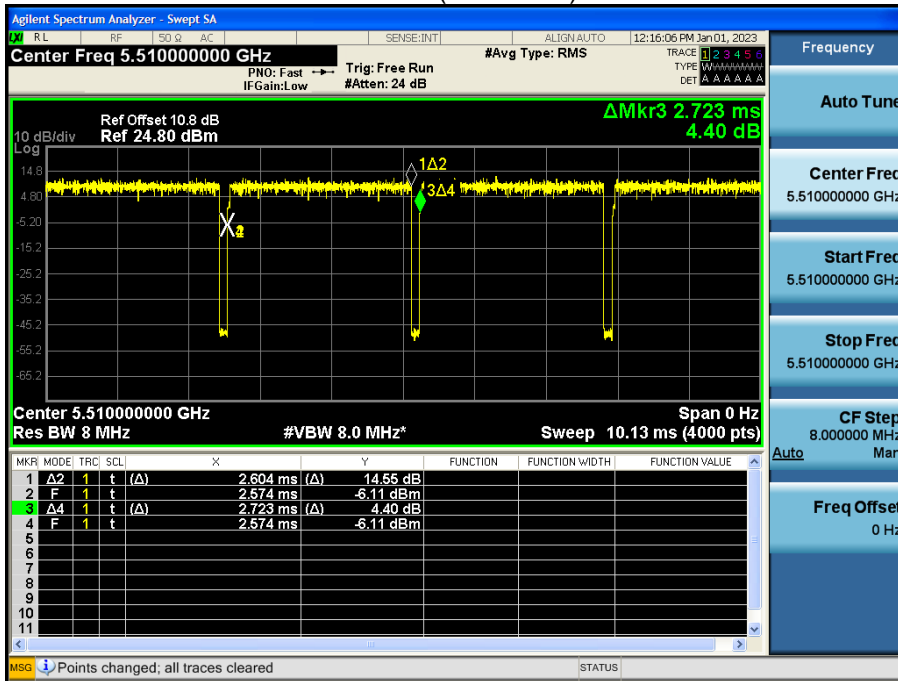 Agilent Spectrum Analyzer - Swept SA
LXI RL RF 50 Ω AC SENSE:INT ALIGNAUTO 12:16:06 PM Jan 01, 2023
Center Freq 5.510000000 GHz
PNO: Fast
IFGain:Low
Trig: Free Run
#Atten: 24 dB
#Avg Type: RMS
TRACE 1 2 3 4 5 6
TYPE WWWWWW
DET A A A A A A
ΔMkr3 2.723 ms
4.40 dB
Ref Offset 10.8 dB
10 dB/div Ref 24.80 dBm
Log
14.8
4.80
-5.20
-15.2
-25.2
-35.2
-45.2
-55.2
-65.2
1Δ2
3Δ4
Center 5.510000000 GHz Span 0 Hz
Res BW 8 MHz #VBW 8.0 MHz* Sweep 10.13 ms (4000 pts)
MKR MODE TRC SCL X Y FUNCTION FUNCTION WIDTH FUNCTION VALUE
1 Δ2 1 t (Δ) 2.604 ms (Δ) 14.55 dB
2 F 1 t 2.574 ms -6.11 dBm
3 Δ4 1 t (Δ) 2.723 ms (Δ) 4.40 dB
4 F 1 t 2.574 ms -6.11 dBm
5
6
7
8
9
10
11
MSG Points changed; all traces cleared STATUS
Frequency
Auto Tune
Center Freq
5.510000000 GHz
Start Freq
5.510000000 GHz
Stop Freq
5.510000000 GHz
CF Step
8.000000 MHz
Auto Man
Freq Offset
0 Hz